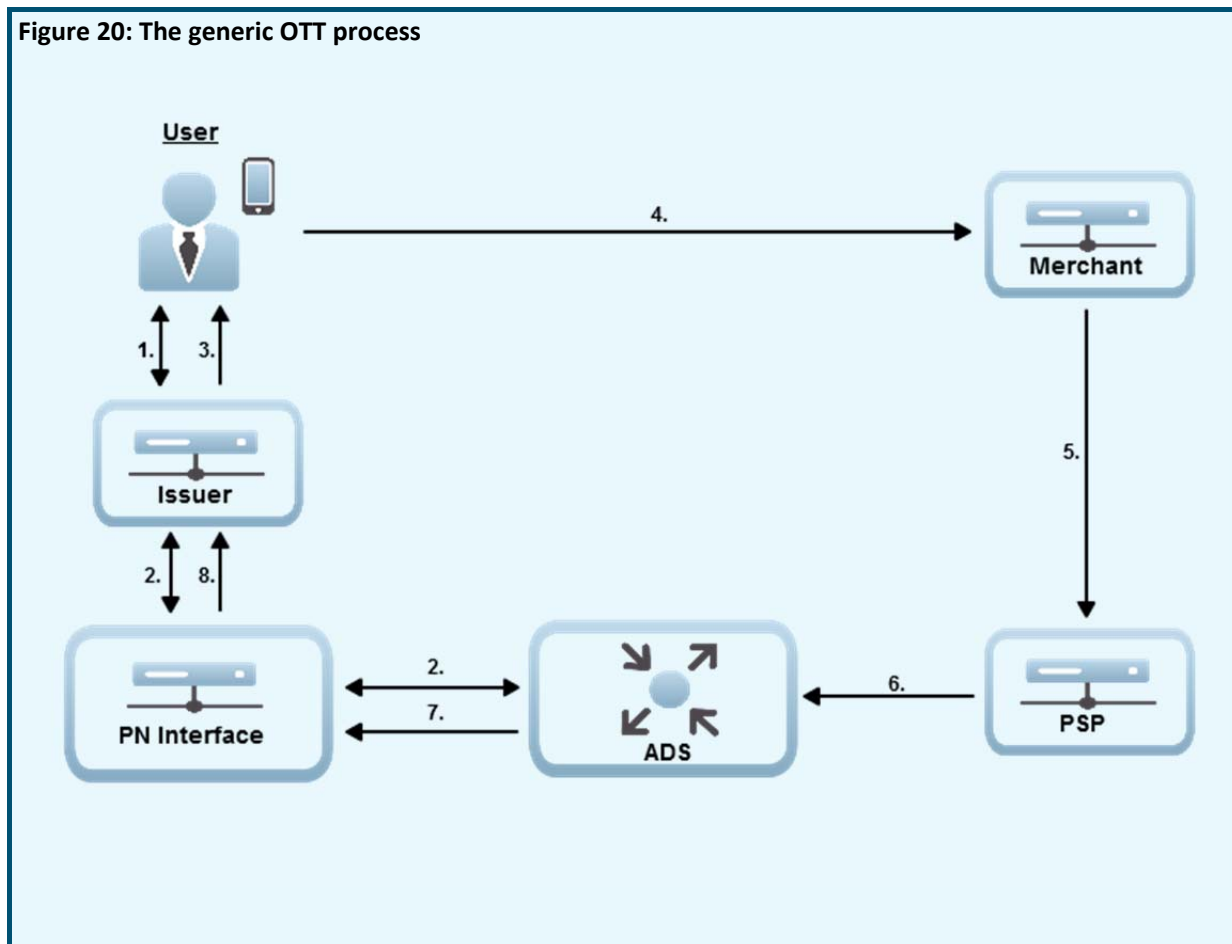 Figure 20: The generic OTT process
User
4.
Merchant
1.
3.
Issuer
5.
2.
8.
2.
7.
6.
PN Interface
ADS
PSP